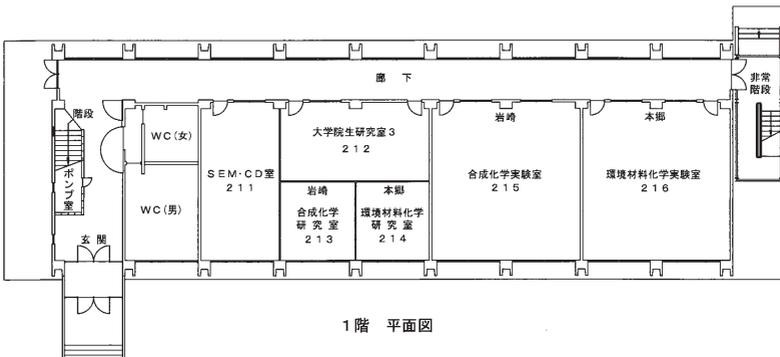 廊　下
非常
階段
階段
WC(女)
大学院生研究室3
212
岩崎
本郷
SEM・CD室
211
合成化学実験室
215
環境材料化学実験室
216
ポンプ室
WC(男)
岩崎
合成化学
研究室
213
本郷
環境材料化学
研究室
214
玄関
1階　平面図